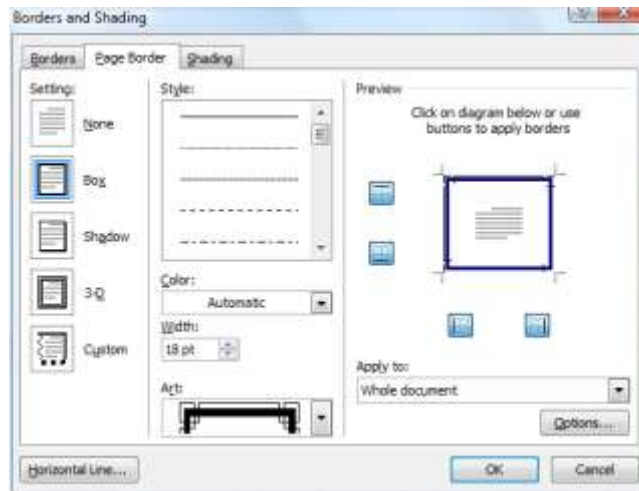 Borders and Shading
Borders Page Border Shading
Setting:
None
Box
Shadow
3-D
Custom
Style:
Color:
Automatic
Width:
18 pt
Art:
Preview
Click on diagram below or use
buttons to apply borders
Apply to:
Whole document
Options...
Horizontal Line...
OK
Cancel